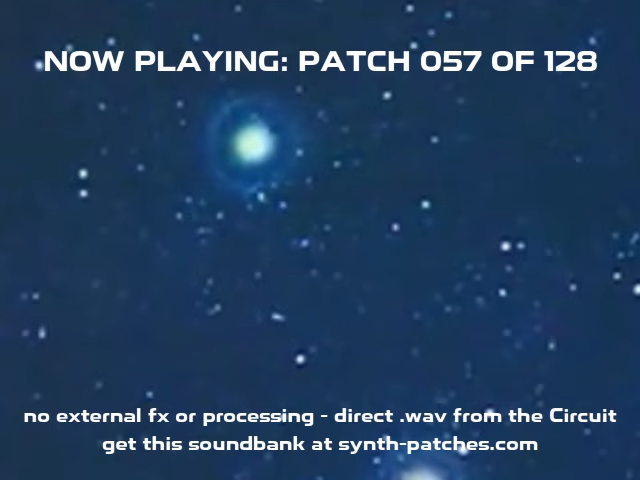 NOW PLAYING: PATCH 057 OF 128
no external fx or processing - direct .wav from the Circuit
get this soundbank at synth-patches.com